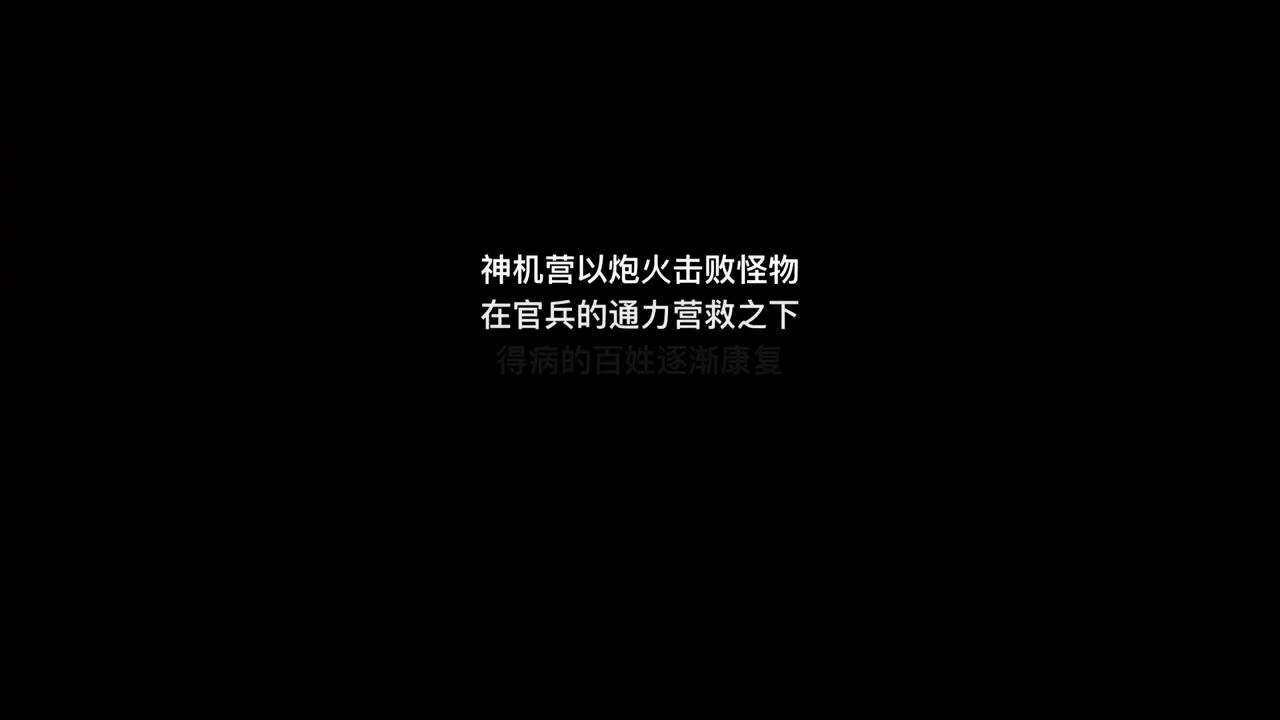 神机营以炮火击败怪物
在官兵的通力营救之下
得病的百姓逐渐康复